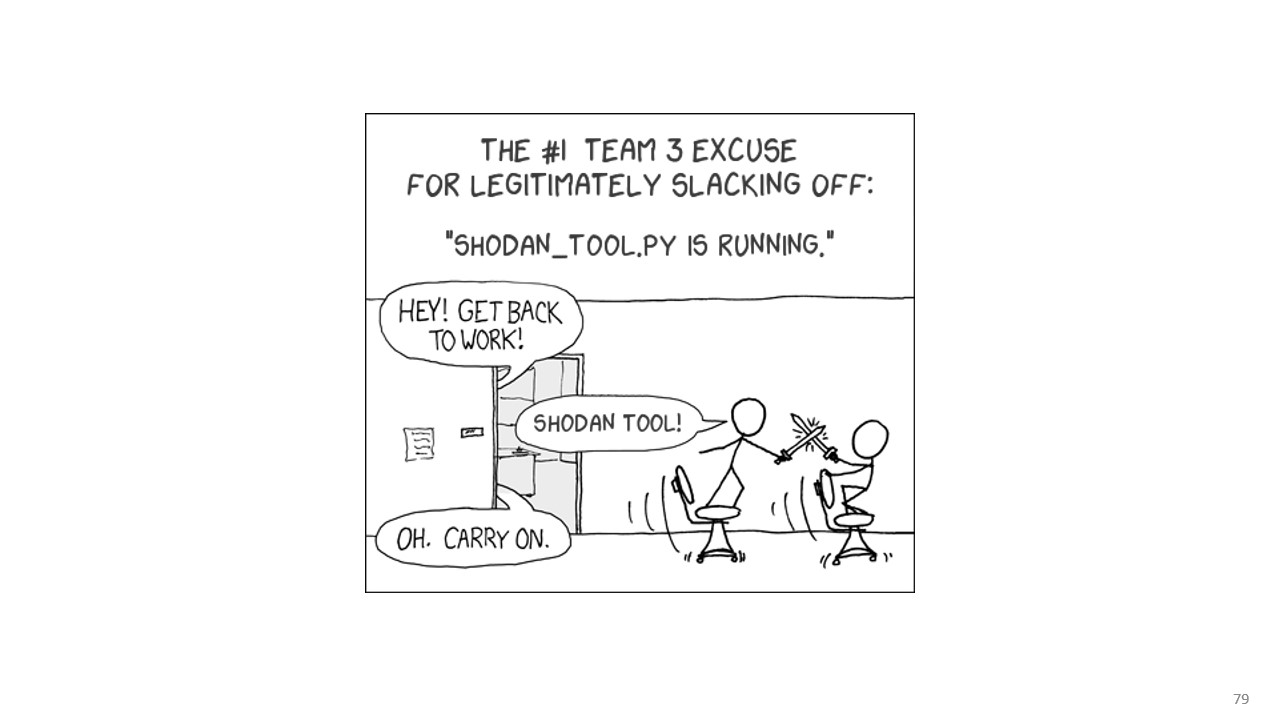 THE #1 TEAM 3 EXCUSE
FOR LEGITIMATELY SLACKING OFF:
"SHODAN_TOOL.PY IS RUNNING."
HEY! GET BACK
TO WORK!
SHODAN TOOL!
OH. CARRY ON.
79